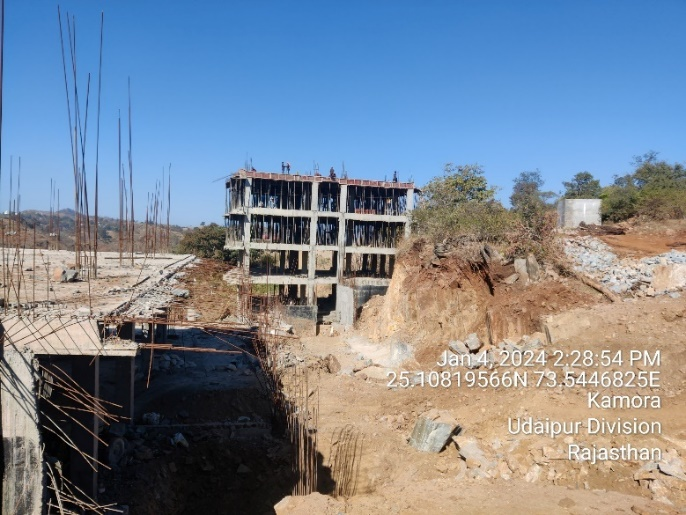 Jan 4, 2024 2:28:54 PM
25.10819566N 73.5446825E
Kamora
Udaipur Division
Rajasthan